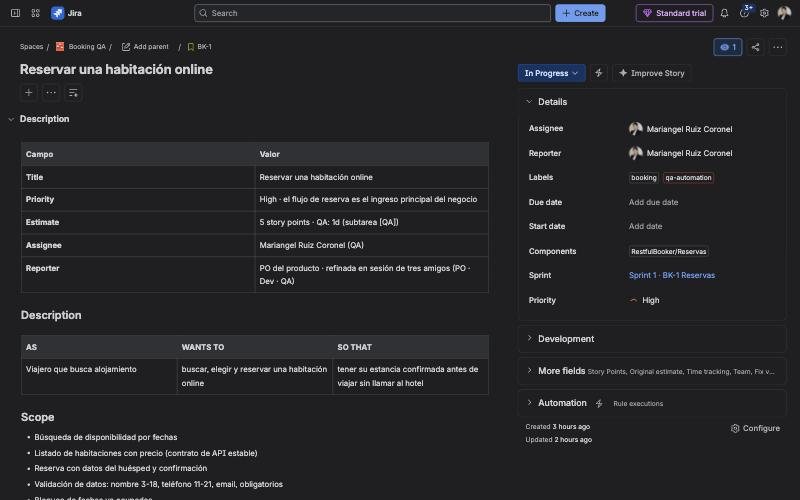 Jira
Search
+ Create
Standard trial
3+
Spaces / Booking QA / Add parent / BK-1
1
Reservar una habitación online
In Progress
Improve Story
Description
Campo Valor
Title Reservar una habitación online
Priority High · el flujo de reserva es el ingreso principal del negocio
Estimate 5 story points · QA: 1d (subtarea [QA])
Assignee Mariangel Ruiz Coronel (QA)
Reporter PO del producto · refinada en sesión de tres amigos (PO ·
Dev · QA)
Description
AS WANTS TO SO THAT
Viajero que busca alojamiento buscar, elegir y reservar una habitación tener su estancia confirmada antes de
online viajar sin llamar al hotel
Scope
• Búsqueda de disponibilidad por fechas
• Listado de habitaciones con precio (contrato de API estable)
• Reserva con datos del huésped y confirmación
• Validación de datos: nombre 3-18, teléfono 11-21, email, obligatorios
Details
Assignee Mariangel Ruiz Coronel
Reporter Mariangel Ruiz Coronel
Labels booking qa-automation
Due date Add due date
Start date Add date
Components RestfulBooker/Reservas
Sprint Sprint 1 · BK-1 Reservas
Priority High
Development
More fields Story Points, Original estimate, Time tracking, Team, Fix v...
Automation Rule executions
Created 3 hours ago
Updated 2 hours ago
Configure